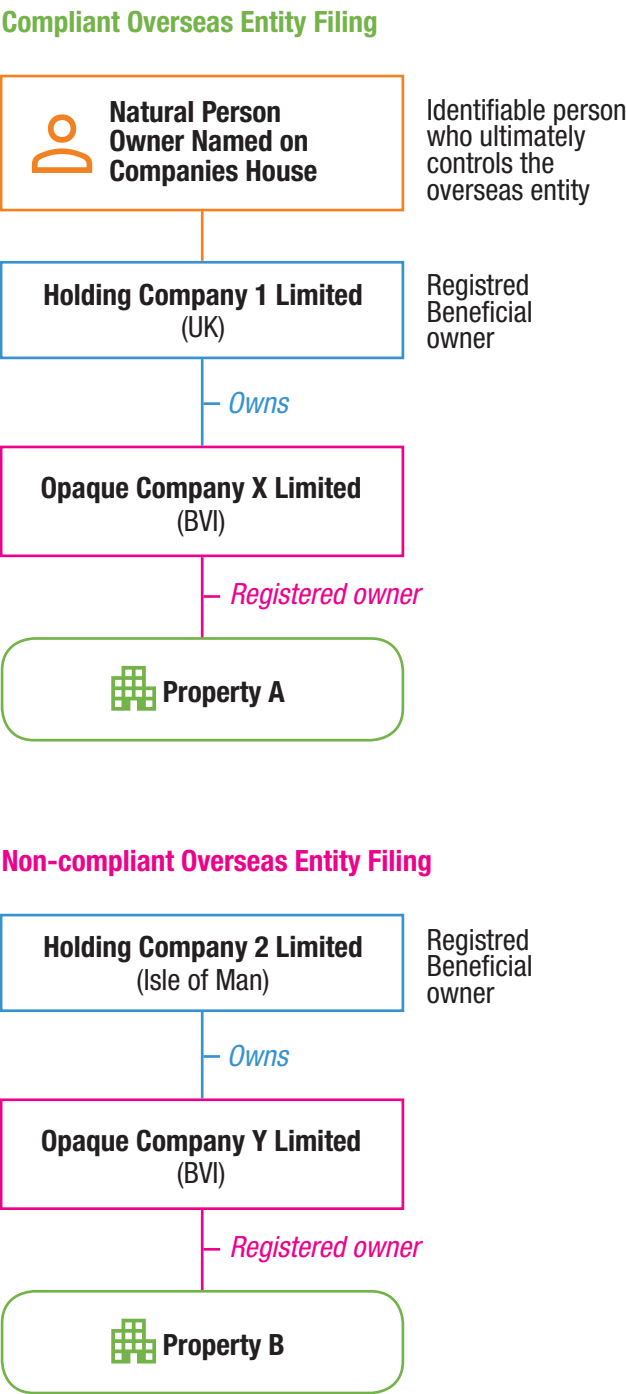 Compliant Overseas Entity Filing
Natural Person
Owner Named on
Companies House
Identifiable person
who ultimately
controls the
overseas entity
Holding Company 1 Limited
(UK)
Registred
Beneficial
owner
Owns
Opaque Company X Limited
(BVI)
Registered owner
Property A
Non-compliant Overseas Entity Filing
Holding Company 2 Limited
(Isle of Man)
Registred
Beneficial
owner
Owns
Opaque Company Y Limited
(BVI)
Registered owner
Property B